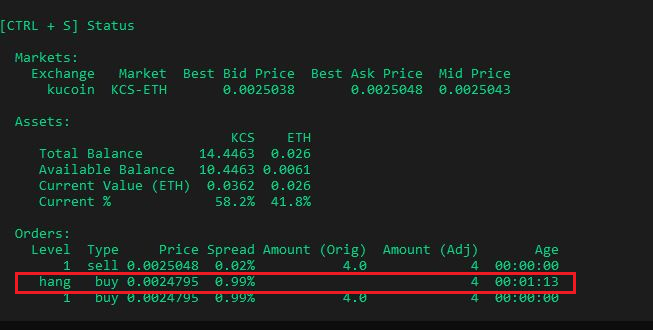 [CTRL + S] Status
Markets:
Exchange Market Best Bid Price Best Ask Price Mid Price
kucoin KCS-ETH 0.0025038 0.0025048 0.0025043
Assets:
KCS ETH
Total Balance 14.4463 0.026
Available Balance 10.4463 0.0061
Current Value (ETH) 0.0362 0.026
Current % 58.2% 41.8%
Orders:
Level Type Price Spread Amount (Orig) Amount (Adj) Age
1 sell 0.0025048 0.02% 4.0 4 00:00:00
hang buy 0.0024795 0.99% 4 00:01:13
1 buy 0.0024795 0.99% 4.0 4 00:00:00